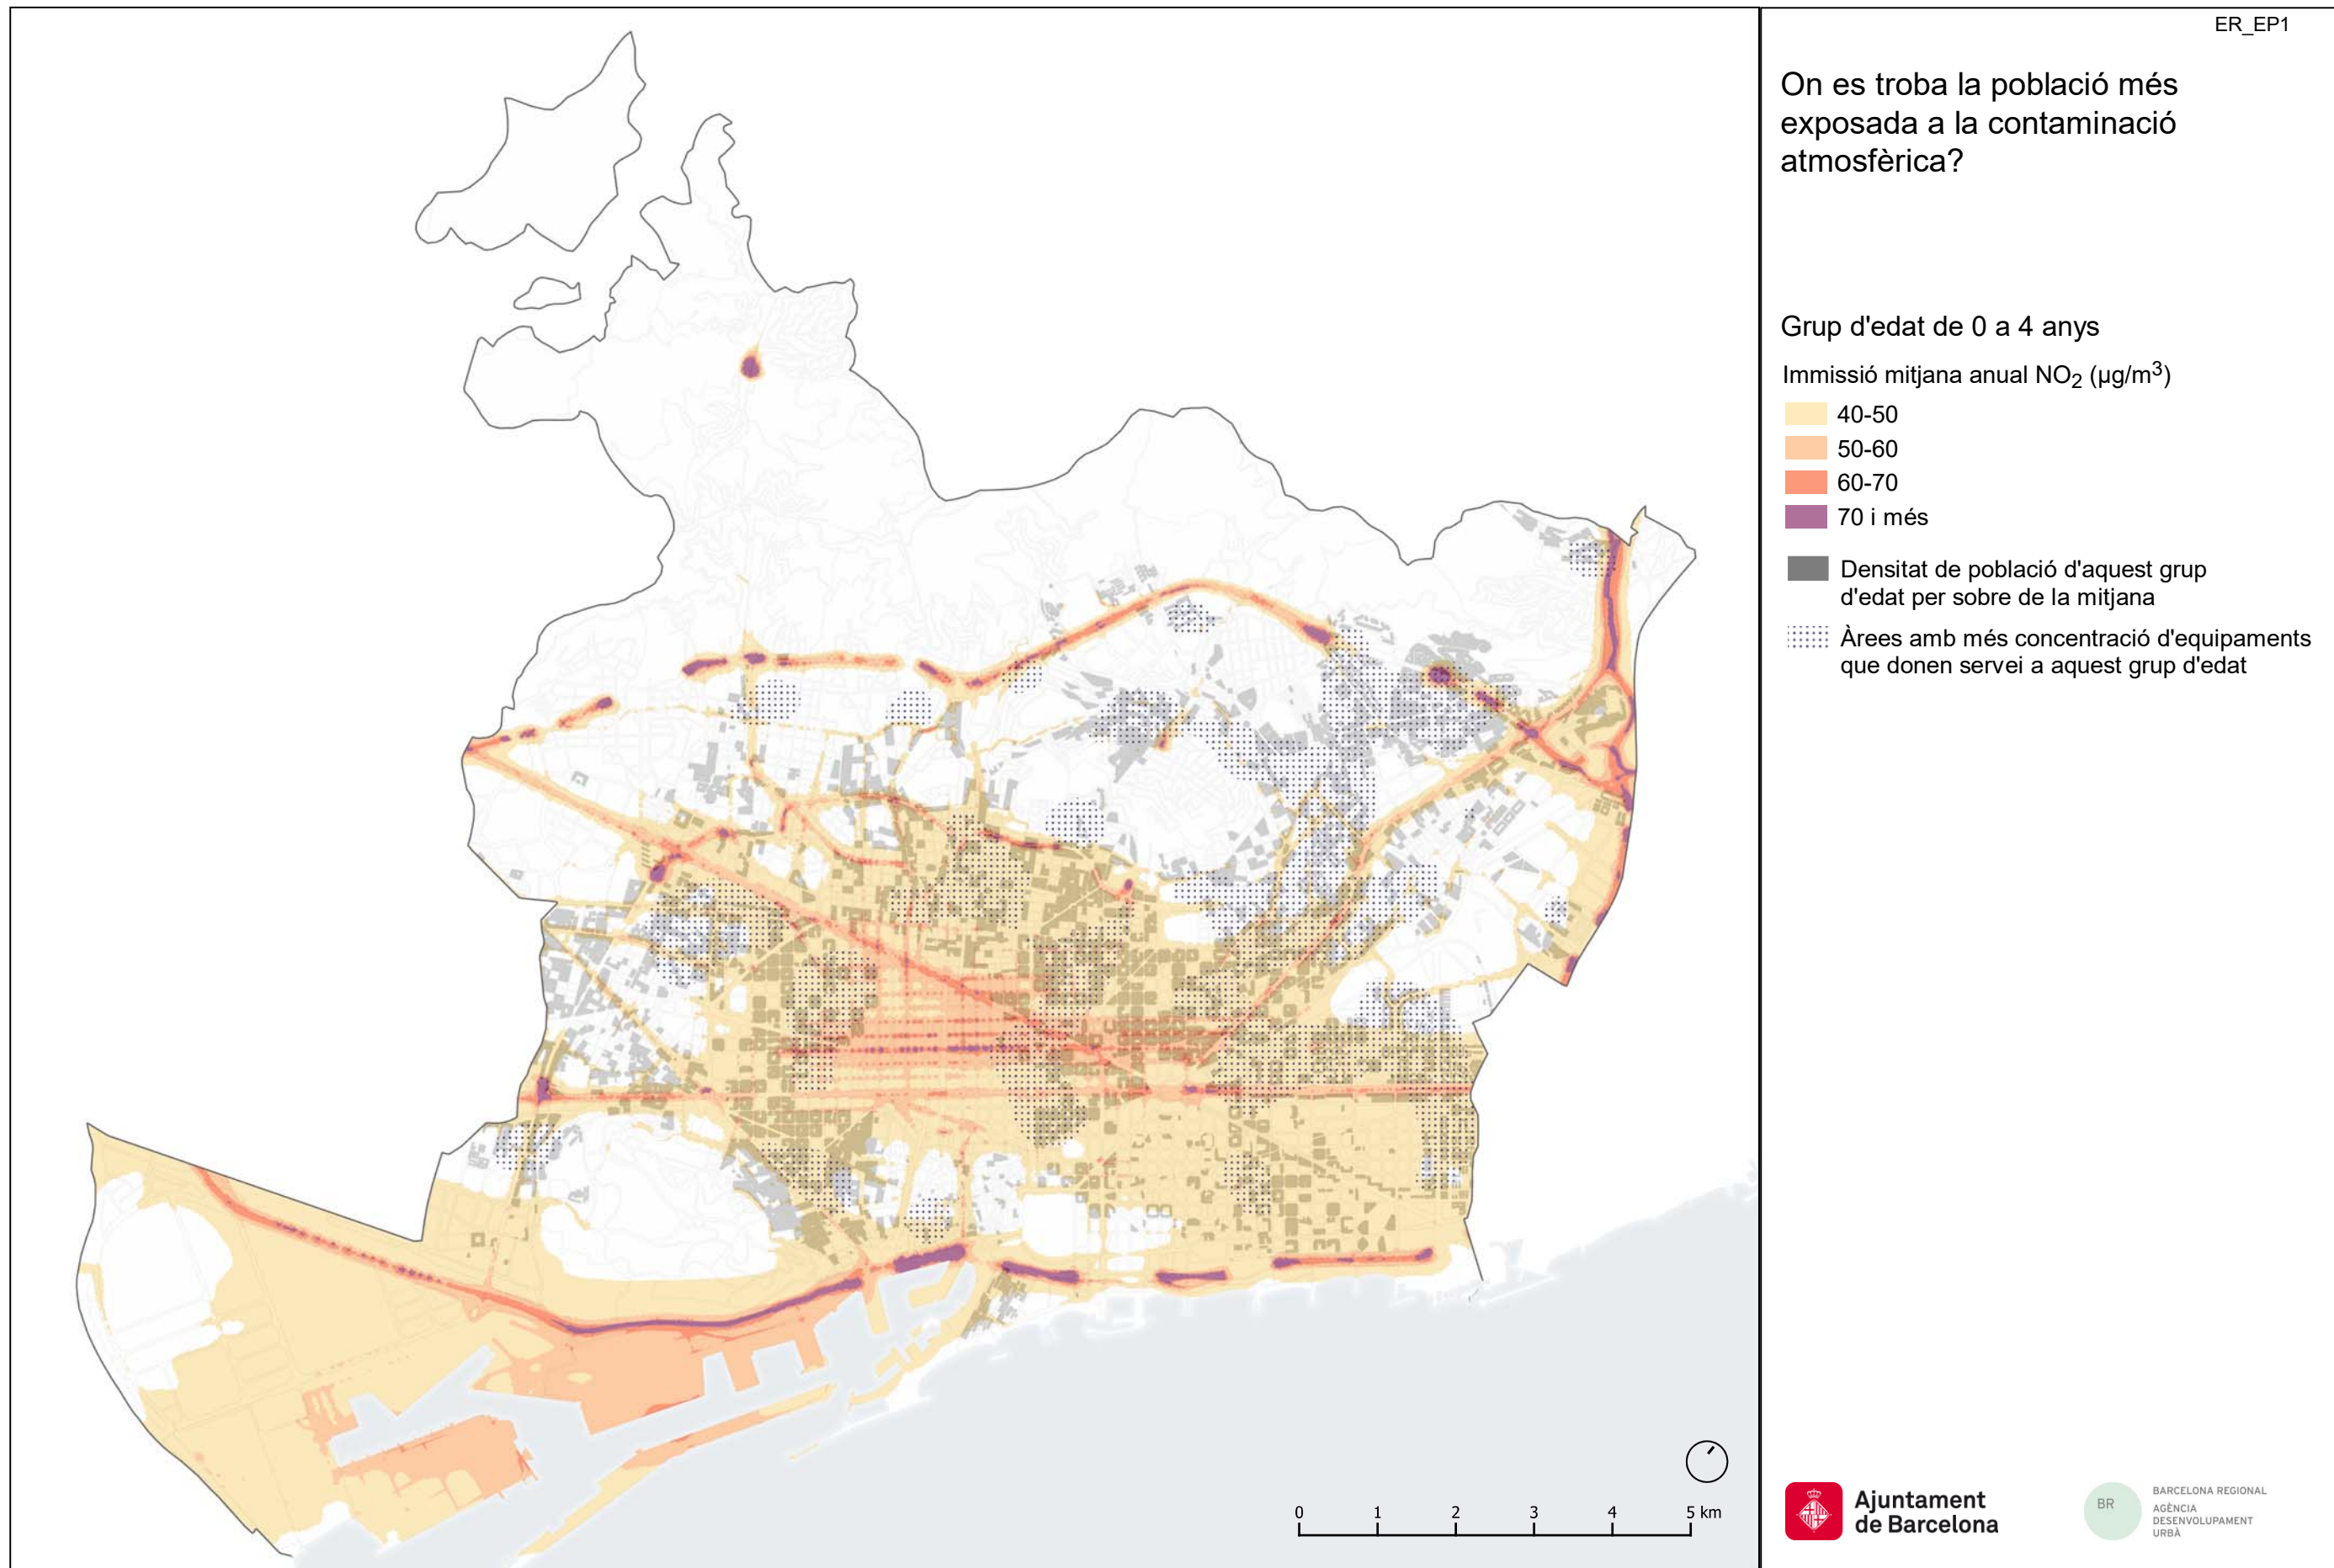 ER_EP1
On es troba la població més
exposada a la contaminació
atmosfèrica?
Grup d'edat de 0 a 4 anys
Immissió mitjana anual NO₂ (µg/m³)
40-50
50-60
60-70
70 i més
Densitat de població d'aquest grup
d'edat per sobre de la mitjana
Àrees amb més concentració d'equipaments
que donen servei a aquest grup d'edat
0 1 2 3 4 5 km
Ajuntament
de Barcelona
BR
BARCELONA REGIONAL
AGÈNCIA
DESENVOLUPAMENT
URBÀ